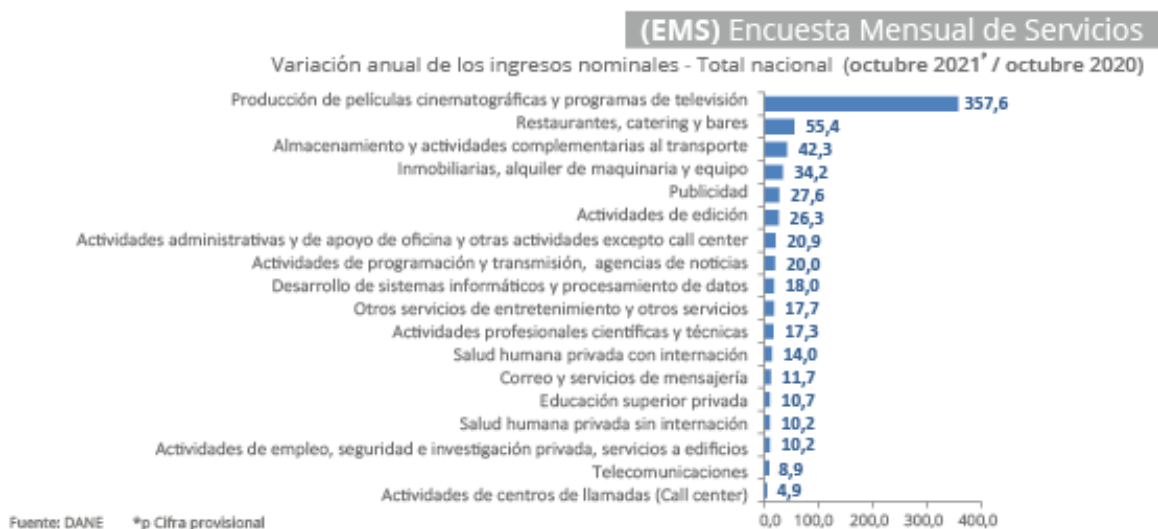 (EMS) Encuesta Mensual de Servicios
Variación anual de los ingresos nominales - Total nacional (octubre 2021* / octubre 2020)
Producción de películas cinematográficas y programas de televisión 357,6
Restaurantes, catering y bares 55,4
Almacenamiento y actividades complementarias al transporte 42,3
Inmobiliarias, alquiler de maquinaria y equipo 34,2
Publicidad 27,6
Actividades de edición 26,3
Actividades administrativas y de apoyo de oficina y otras actividades excepto call center 20,9
Actividades de programación y transmisión, agencias de noticias 20,0
Desarrollo de sistemas informáticos y procesamiento de datos 18,0
Otros servicios de entretenimiento y otros servicios 17,7
Actividades profesionales científicas y técnicas 17,3
Salud humana privada con internación 14,0
Correo y servicios de mensajería 11,7
Educación superior privada 10,7
Salud humana privada sin internación 10,2
Actividades de empleo, seguridad e investigación privada, servicios a edificios 10,2
Telecomunicaciones 8,9
Actividades de centros de llamadas (Call center) 4,9
0,0 100,0 200,0 300,0 400,0
Fuente: DANE *p Cifra provisional